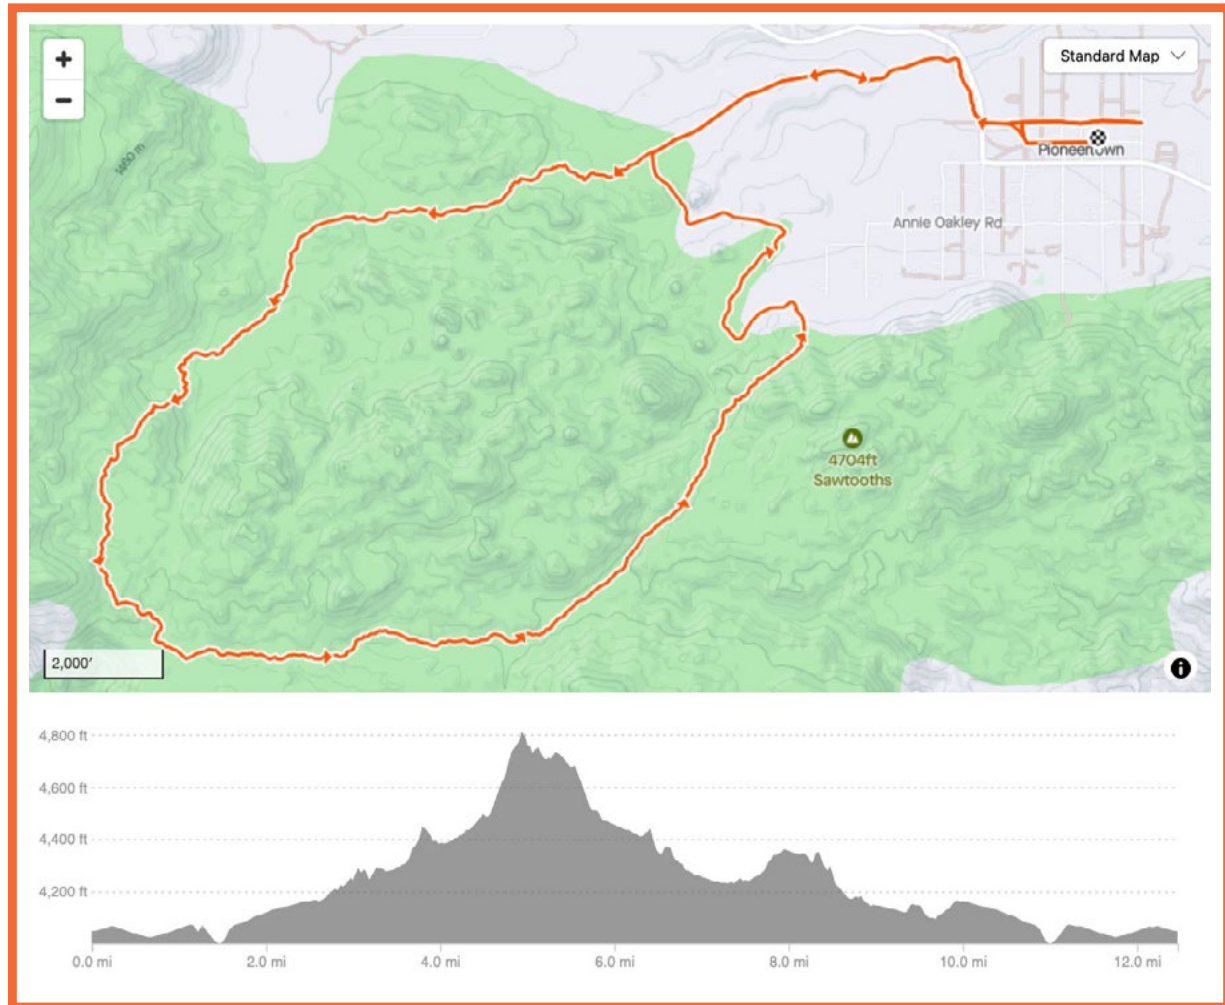 +
−
Standard Map
1400 m
Pioneertown
Annie Oakley Rd
4704ft
Sawtooths
2,000′
4,800 ft
4,600 ft
4,400 ft
4,200 ft
0.0 mi
2.0 mi
4.0 mi
6.0 mi
8.0 mi
10.0 mi
12.0 mi